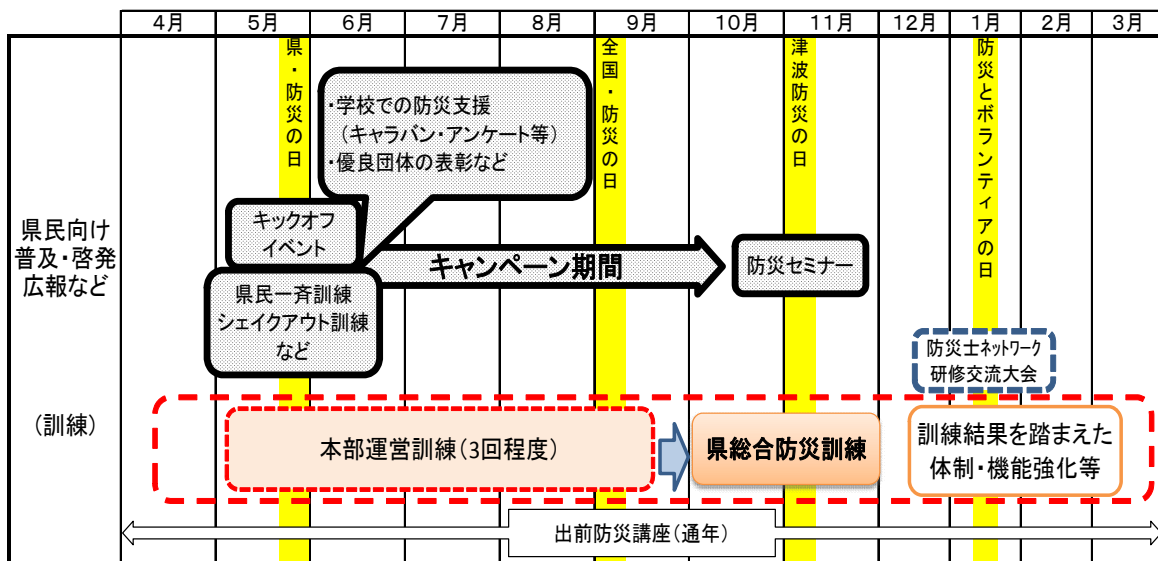 4月
5月
6月
7月
8月
9月
10月
11月
12月
1月
2月
3月
県・防災の日
全国・防災の日
津波防災の日
防災とボランティアの日
県民向け
普及・啓発
広報など
・学校での防災支援
（キャラバン・アンケート等）
・優良団体の表彰など
キックオフ
イベント
キャンペーン期間
防災セミナー
県民一斉訓練
シェイクアウト訓練
など
防災士ネットワーク
研修交流大会
（訓練）
本部運営訓練（3回程度）
県総合防災訓練
訓練結果を踏まえた
体制・機能強化等
出前防災講座（通年）